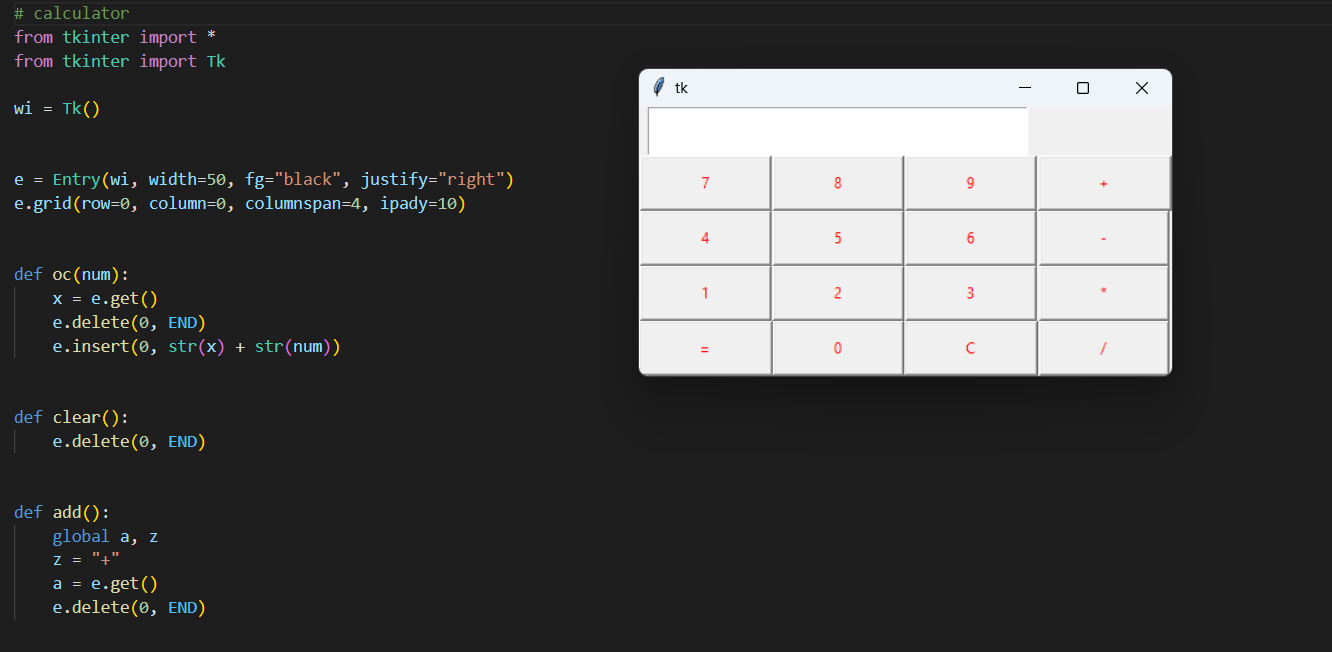 # calculator
from tkinter import *
from tkinter import Tk
wi = Tk()
e = Entry(wi, width=50, fg="black", justify="right")
e.grid(row=0, column=0, columnspan=4, ipady=10)
def oc(num):
    x = e.get()
    e.delete(0, END)
    e.insert(0, str(x) + str(num))
def clear():
    e.delete(0, END)
def add():
    global a, z
    z = "+"
    a = e.get()
    e.delete(0, END)
tk
7 8 9 +
4 5 6 -
1 2 3 *
= 0 C /